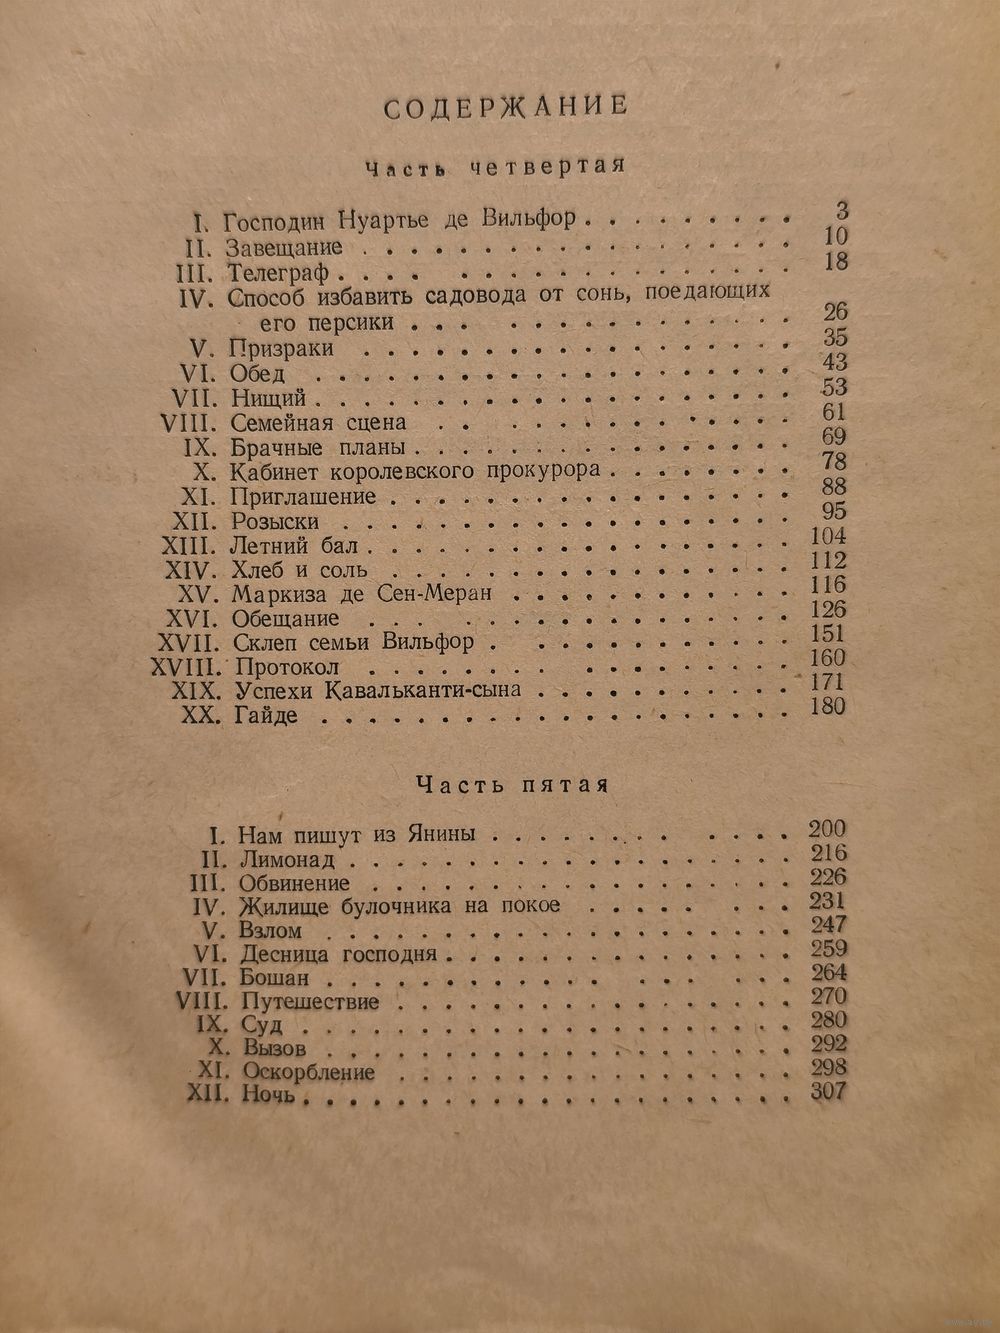 СОДЕРЖАНИЕ
Часть четвертая
I. Господин Нуартье де Вильфор . . . . . . . . . 3
II. Завещание . . . . . . . . . . . . . . . . . . 10
III. Телеграф . . . . . . . . . . . . . . . . . . 18
IV. Способ избавить садовода от сонь, поедающих
его персики . . . . . . . . . . . . . . . 26
V. Призраки . . . . . . . . . . . . . . . . . . 35
VI. Обед . . . . . . . . . . . . . . . . . . . . 43
VII. Нищий . . . . . . . . . . . . . . . . . . . . 53
VIII. Семейная сцена . . . . . . . . . . . . . . 61
IX. Брачные планы . . . . . . . . . . . . . . . . 69
X. Кабинет королевского прокурора . . . . . . . . 78
XI. Приглашение . . . . . . . . . . . . . . . . . 88
XII. Розыски . . . . . . . . . . . . . . . . . . . 95
XIII. Летний бал . . . . . . . . . . . . . . . . . . 104
XIV. Хлеб и соль . . . . . . . . . . . . . . . . . 112
XV. Маркиза де Сен-Меран . . . . . . . . . . . . 116
XVI. Обещание . . . . . . . . . . . . . . . . . 126
XVII. Склеп семьи Вильфор . . . . . . . . . . . . 151
XVIII. Протокол . . . . . . . . . . . . . . . . . 160
XIX. Успехи Кавальканти-сына . . . . . . . . . . . 171
XX. Гайде . . . . . . . . . . . . . . . . . . . . 180
Часть пятая
I. Нам пишут из Янины . . . . . . . . . . . . 200
II. Лимонад . . . . . . . . . . . . . . . . . . . 216
III. Обвинение . . . . . . . . . . . . . . . . . . 226
IV. Жилище булочника на покое . . . . . . . . 231
V. Взлом . . . . . . . . . . . . . . . . . . . . 247
VI. Десница господня . . . . . . . . . . . . . . . 259
VII. Бошан . . . . . . . . . . . . . . . . . . 264
VIII. Путешествие . . . . . . . . . . . . . . . . . 270
IX. Суд . . . . . . . . . . . . . . . . . . . . . 280
X. Вызов . . . . . . . . . . . . . . . . . . . . 292
XI. Оскорбление . . . . . . . . . . . . . . . . . 298
XII. Ночь . . . . . . . . . . . . . . . . . . . . . 307